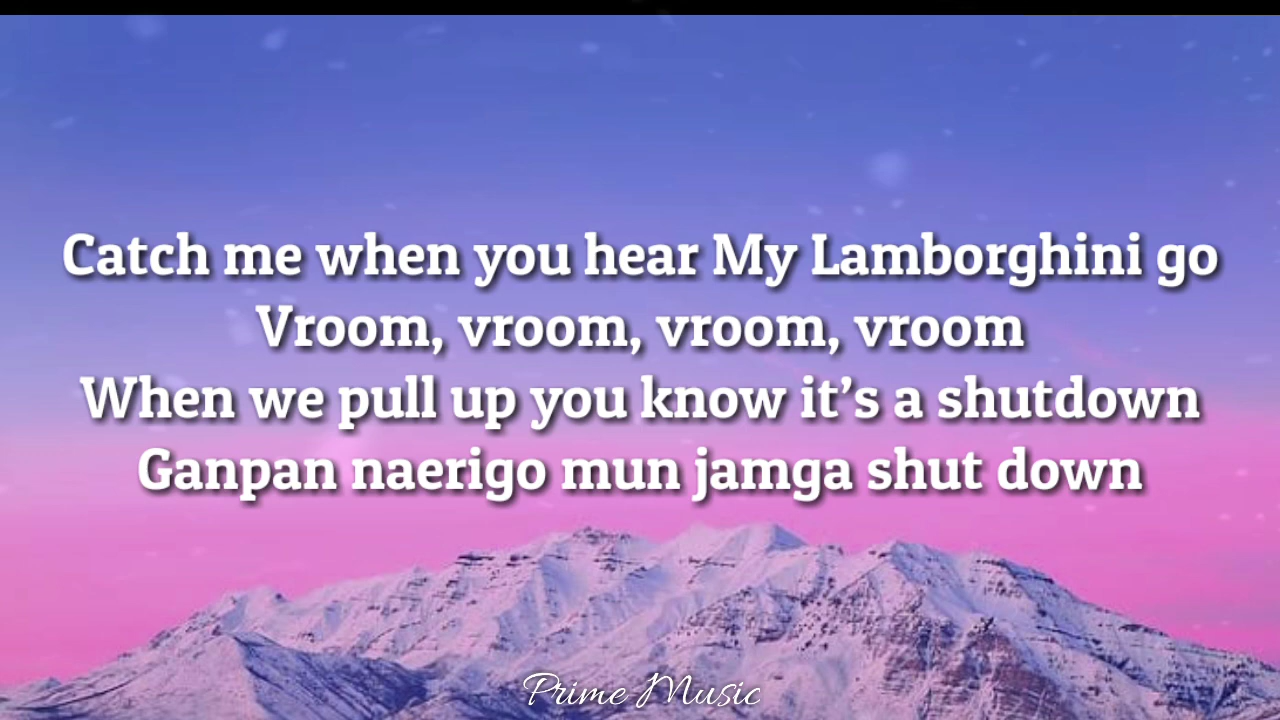 Catch me when you hear My Lamborghini go
Vroom, vroom, vroom, vroom
When we pull up you know it’s a shutdown
Ganpan naerigo mun jamga shut down
Prime Music